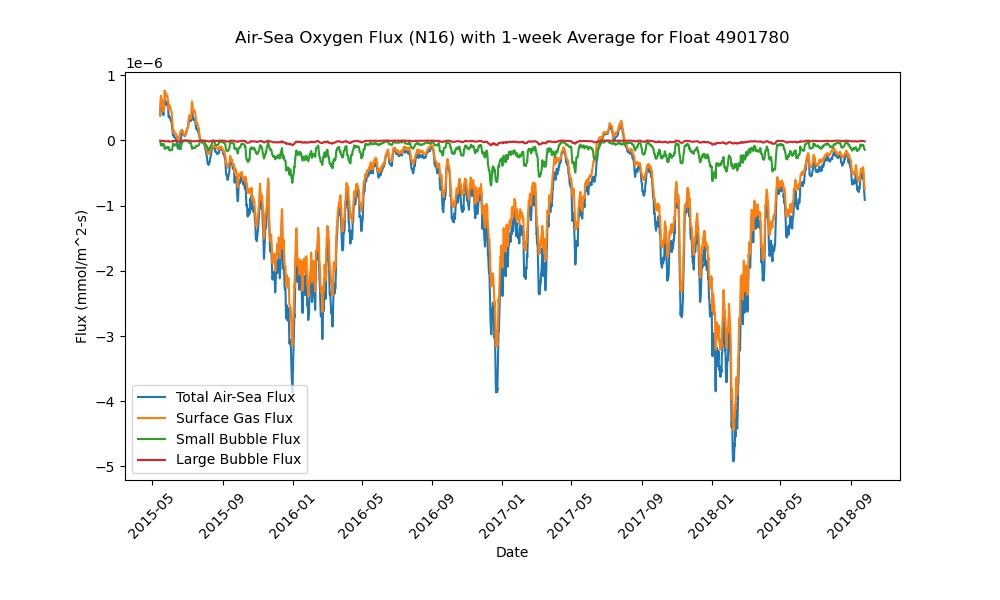 Air-Sea Oxygen Flux (N16) with 1-week Average for Float 4901780
1e−6
1
0
−1
−2
−3
−4
−5
Flux (mmol/m^2-s)
Total Air-Sea Flux
Surface Gas Flux
Small Bubble Flux
Large Bubble Flux
2015-05
2015-09
2016-01
2016-05
2016-09
2017-01
2017-05
2017-09
2018-01
2018-05
2018-09
Date